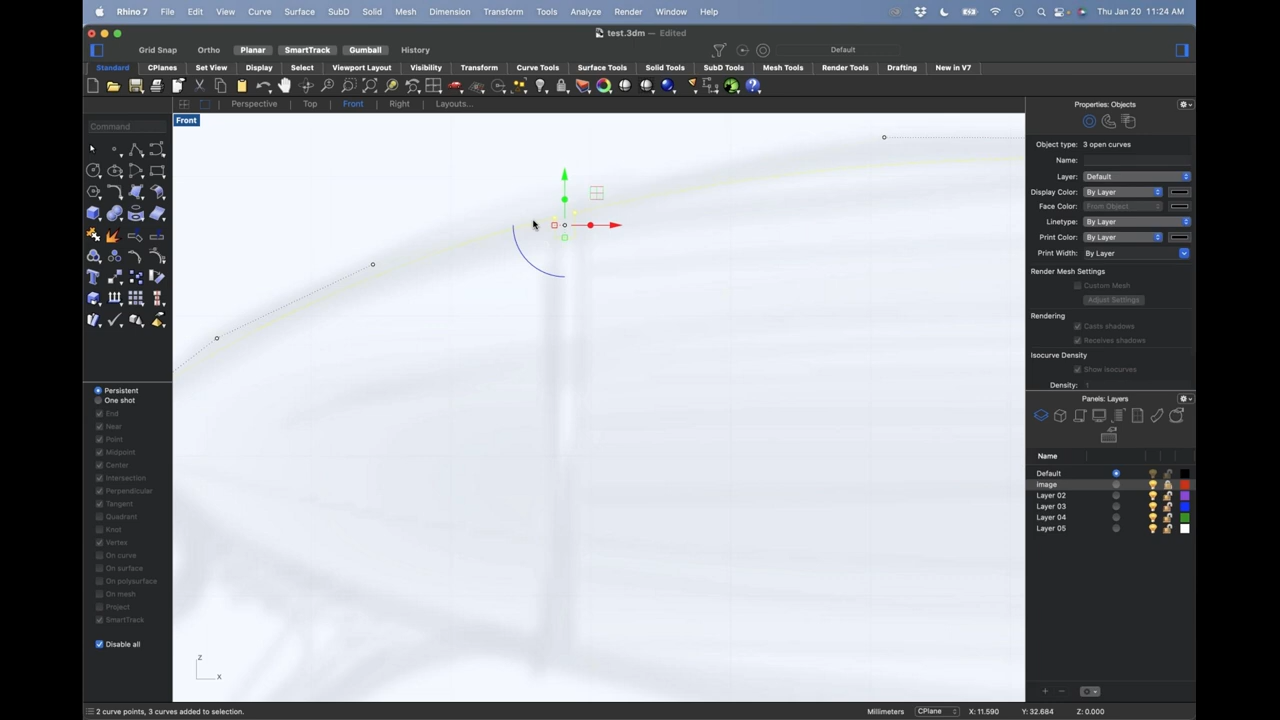 Rhino 7 File Edit View Curve Surface SubD Solid Mesh Dimension Transform Tools Analyze Render Window Help Thu Jan 20 11:24 AM
test.3dm — Edited
Grid Snap Ortho Planar SmartTrack Gumball History Default
Standard CPlanes Set View Display Select Viewport Layout Visibility Transform Curve Tools Surface Tools Solid Tools SubD Tools Mesh Tools Render Tools Drafting New in V7
Perspective Top Front Right Layouts...
Front
Command
Persistent
One shot
End
Near
Point
Midpoint
Center
Intersection
Perpendicular
Tangent
Quadrant
Knot
Vertex
On curve
On surface
On polysurface
On mesh
Project
SmartTrack
Disable all
z
x
Properties: Objects
Object type: 3 open curves
Name:
Layer: Default
Display Color: By Layer
Face Color: From Object
Linetype: By Layer
Print Color: By Layer
Print Width: By Layer
Render Mesh Settings
Custom Mesh
Adjust Settings
Rendering
Casts shadows
Receives shadows
Isocurve Density
Show isocurves
Density: 1
Panels: Layers
Name
Default
image
Layer 02
Layer 03
Layer 04
Layer 05
2 curve points, 3 curves added to selection. Millimeters CPlane X: 11.590 Y: 32.684 Z: 0.000